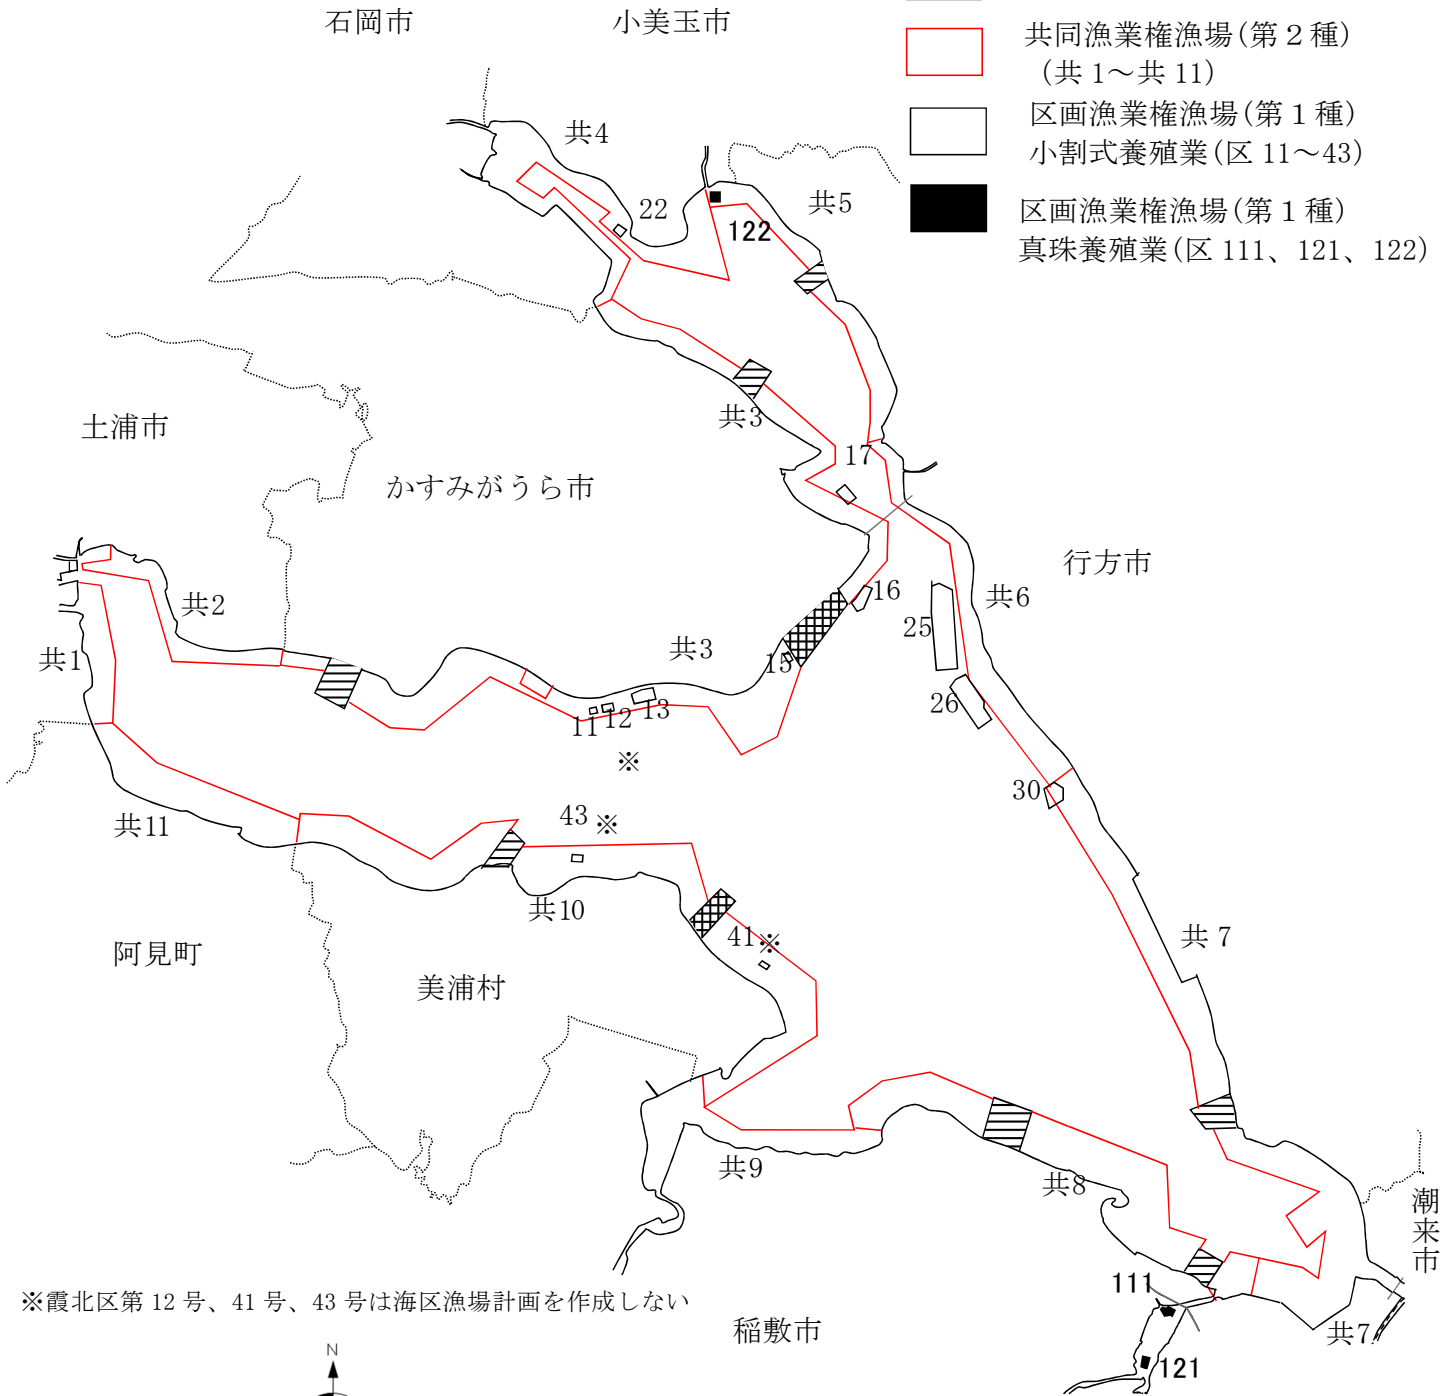 石岡市
小美玉市
共同漁業権漁場(第２種)
(共 1～共 11)
区画漁業権漁場(第１種)
小割式養殖業(区 11～43)
区画漁業権漁場(第１種)
真珠養殖業(区 111、121、122)
共4
22
122
共5
共3
17
土浦市
かすみがうら市
行方市
共2
16
共6
25
共1
共3
15
26
11
12
13
※
30
43
※
共11
共10
41
※
共 7
阿見町
美浦村
共9
共8
潮来市
111
※霞北区第 12 号、41 号、43 号は海区漁場計画を作成しない
稲敷市
共7
N
121